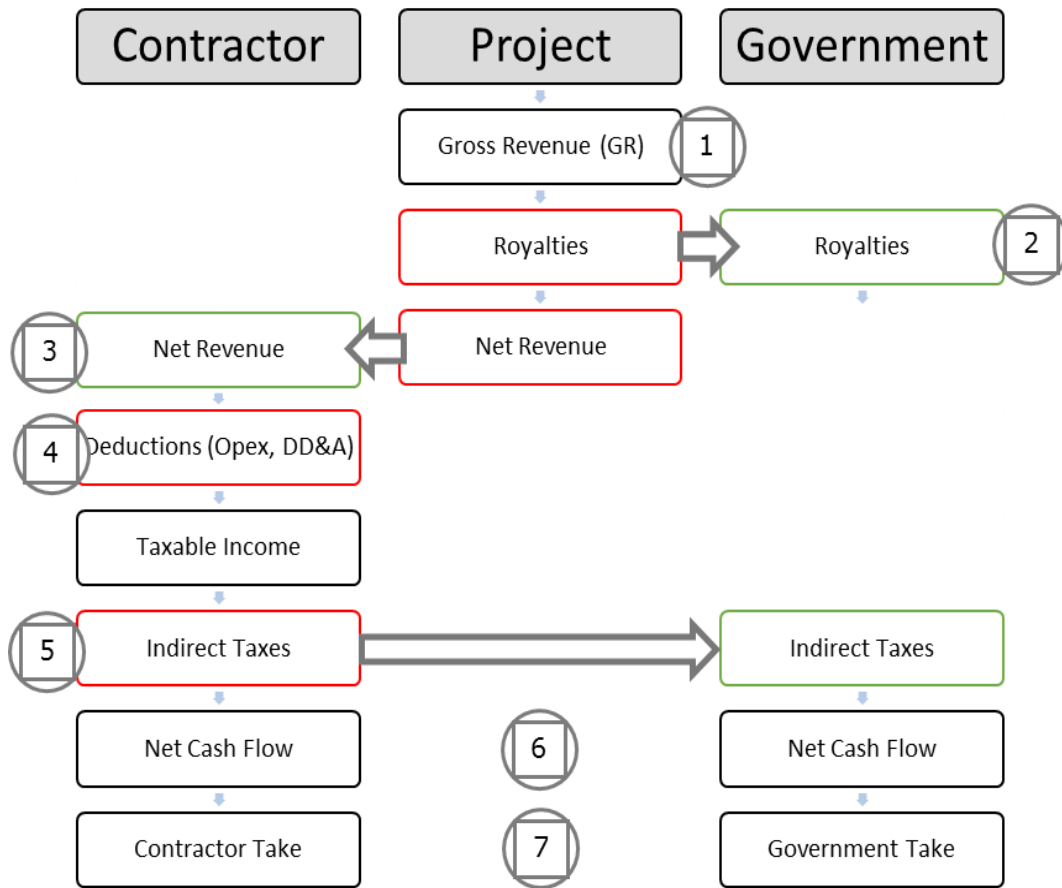 Contractor
Project
Government
Gross Revenue (GR)
1
Royalties
Royalties
2
3
Net Revenue
Net Revenue
4
Deductions (Opex, DD&A)
Taxable Income
5
Indirect Taxes
Indirect Taxes
Net Cash Flow
6
Net Cash Flow
Contractor Take
7
Government Take